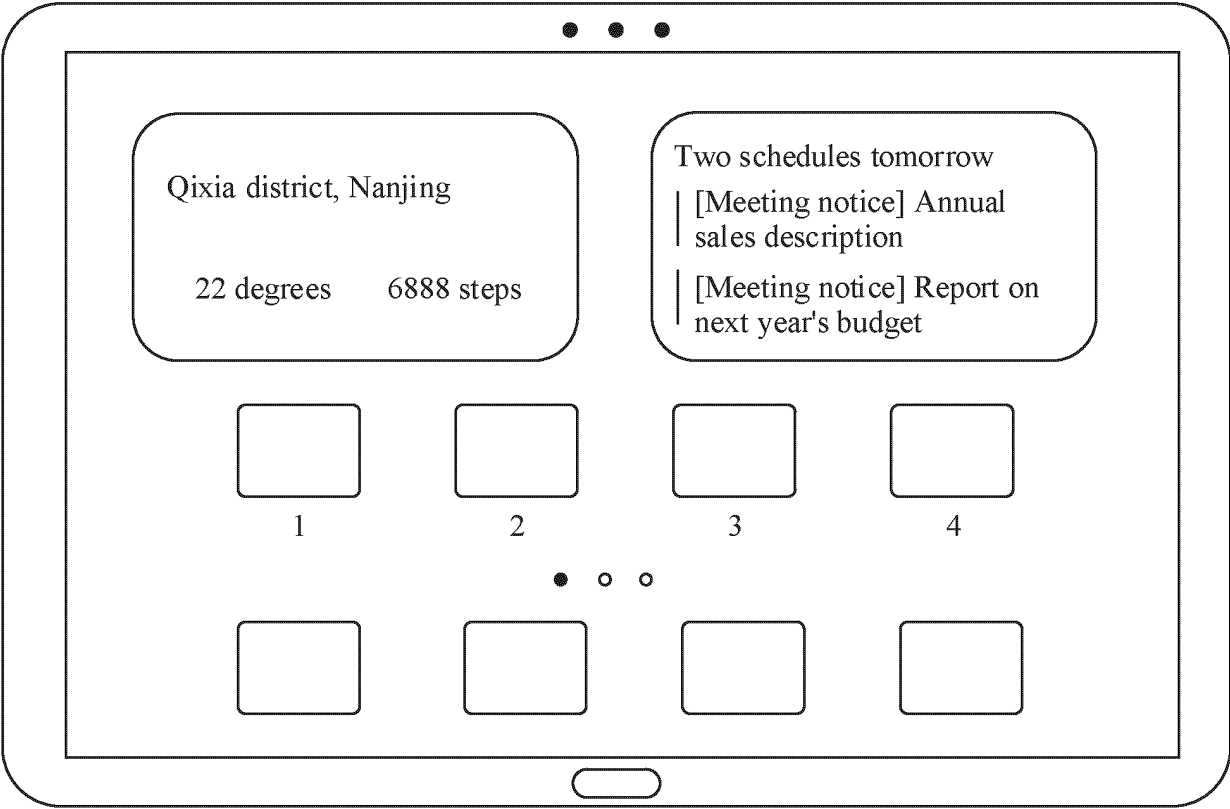 Qixia district, Nanjing
22 degrees 6888 steps
Two schedules tomorrow
[Meeting notice] Annual
sales description
[Meeting notice] Report on
next year's budget
1 2 3 4